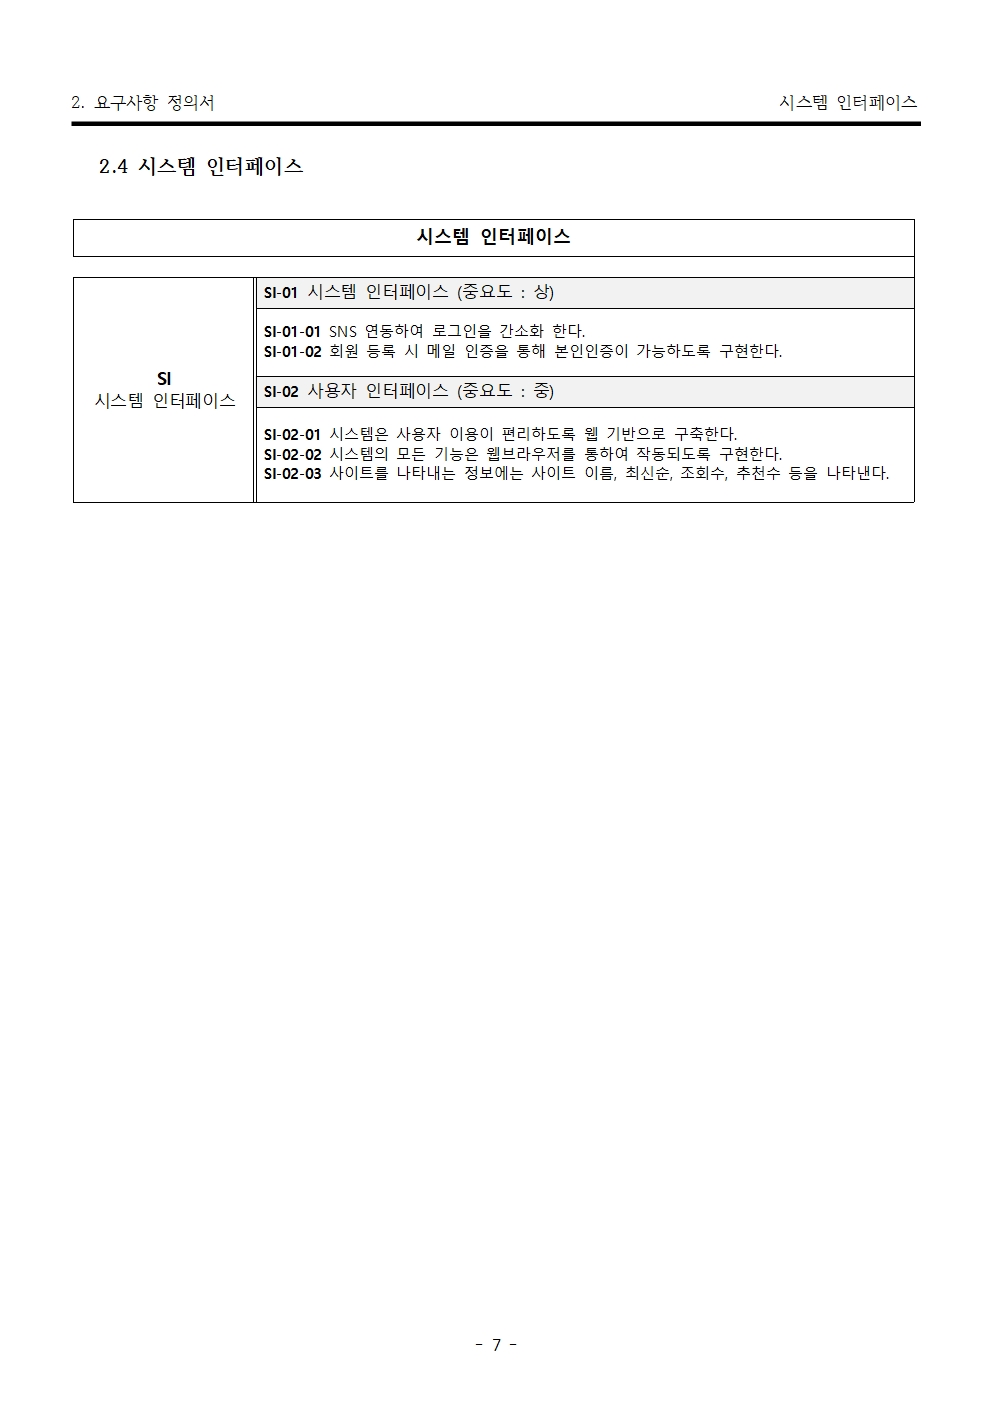 2. 요구사항 정의서 시스템 인터페이스
2.4 시스템 인터페이스
시스템 인터페이스
SI
시스템 인터페이스
SI-01 시스템 인터페이스 (중요도 : 상)
SI-01-01 SNS 연동하여 로그인을 간소화 한다.
SI-01-02 회원 등록 시 메일 인증을 통해 본인인증이 가능하도록 구현한다.
SI-02 사용자 인터페이스 (중요도 : 중)
SI-02-01 시스템은 사용자 이용이 편리하도록 웹 기반으로 구축한다.
SI-02-02 시스템의 모든 기능은 웹브라우저를 통하여 작동되도록 구현한다.
SI-02-03 사이트를 나타내는 정보에는 사이트 이름, 최신순, 조회수, 추천수 등을 나타낸다.
- 7 -